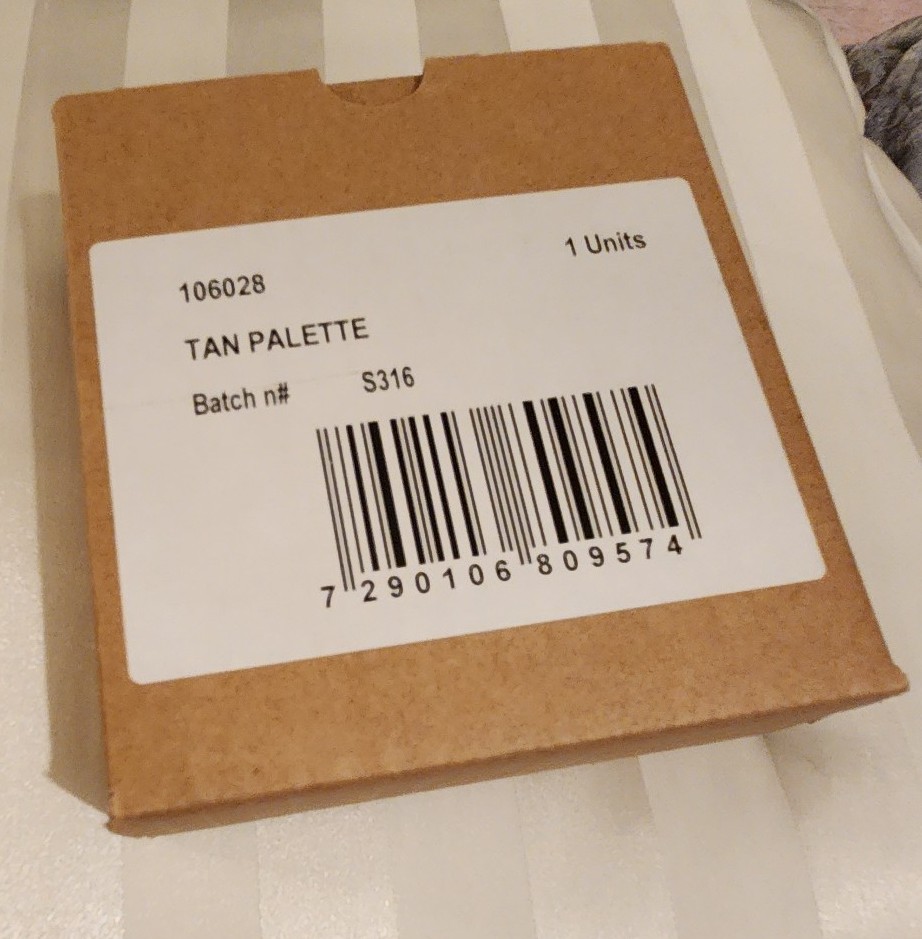 1 Units
106028
TAN PALETTE
Batch n# S316
7 290106 809574